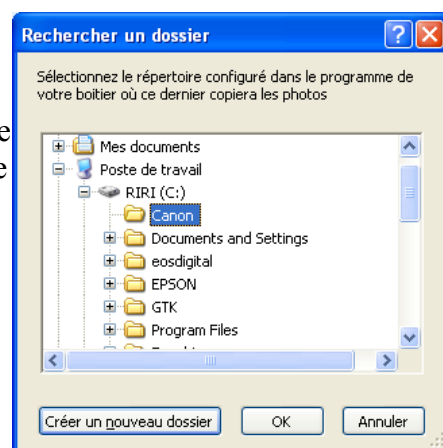 Rechercher un dossier
Sélectionnez le répertoire configuré dans le programme de
votre boitier où ce dernier copiera les photos
e
e
Mes documents
Poste de travail
RIRI (C:)
Canon
Documents and Settings
eosdigital
EPSON
GTK
Program Files
Créer un nouveau dossier OK Annuler